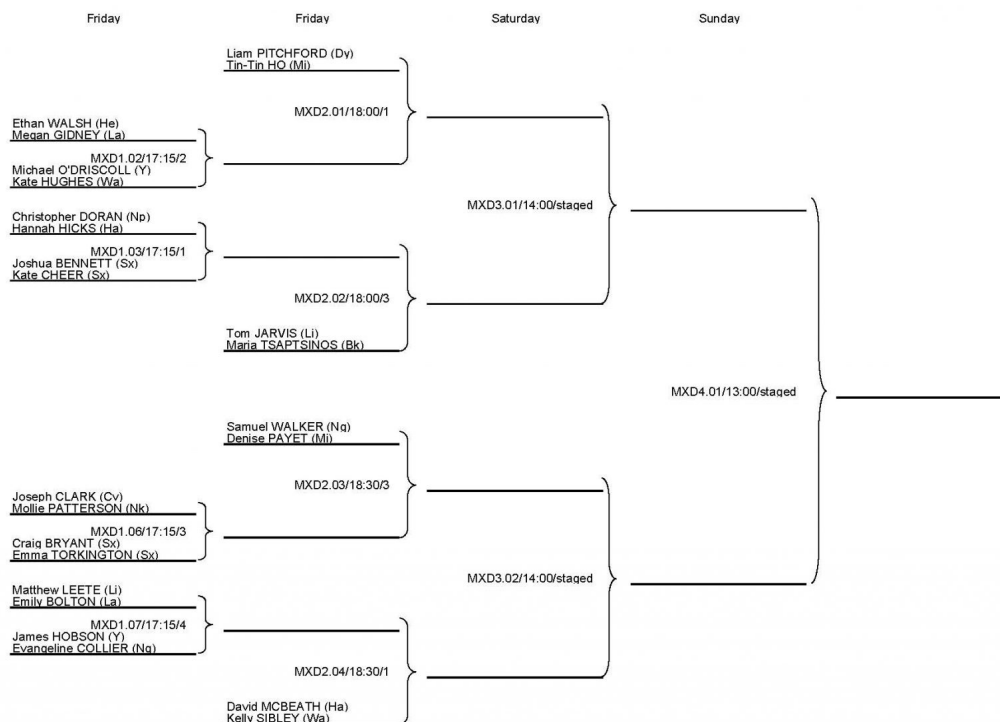 Friday
Friday
Saturday
Sunday
Liam PITCHFORD (Dy)
Tin-Tin HO (Mi)
MXD2.01/18:00/1
Ethan WALSH (He)
Megan GIDNEY (La)
MXD1.02/17:15/2
Michael O'DRISCOLL (Y)
Kate HUGHES (Wa)
MXD3.01/14:00/staged
Christopher DORAN (Np)
Hannah HICKS (Ha)
MXD1.03/17:15/1
Joshua BENNETT (Sx)
Kate CHEER (Sx)
MXD2.02/18:00/3
Tom JARVIS (Li)
Maria TSAPTSINOS (Bk)
MXD4.01/13:00/staged
Samuel WALKER (Ng)
Denise PAYET (Mi)
MXD2.03/18:30/3
Joseph CLARK (Cv)
Mollie PATTERSON (Nk)
MXD1.06/17:15/3
Craig BRYANT (Sx)
Emma TORKINGTON (Sx)
MXD3.02/14:00/staged
Matthew LEETE (Li)
Emily BOLTON (La)
MXD1.07/17:15/4
James HOBSON (Y)
Evangeline COLLIER (Ng)
MXD2.04/18:30/1
David MCBEATH (Ha)
Kelly SIBLEY (Wa)